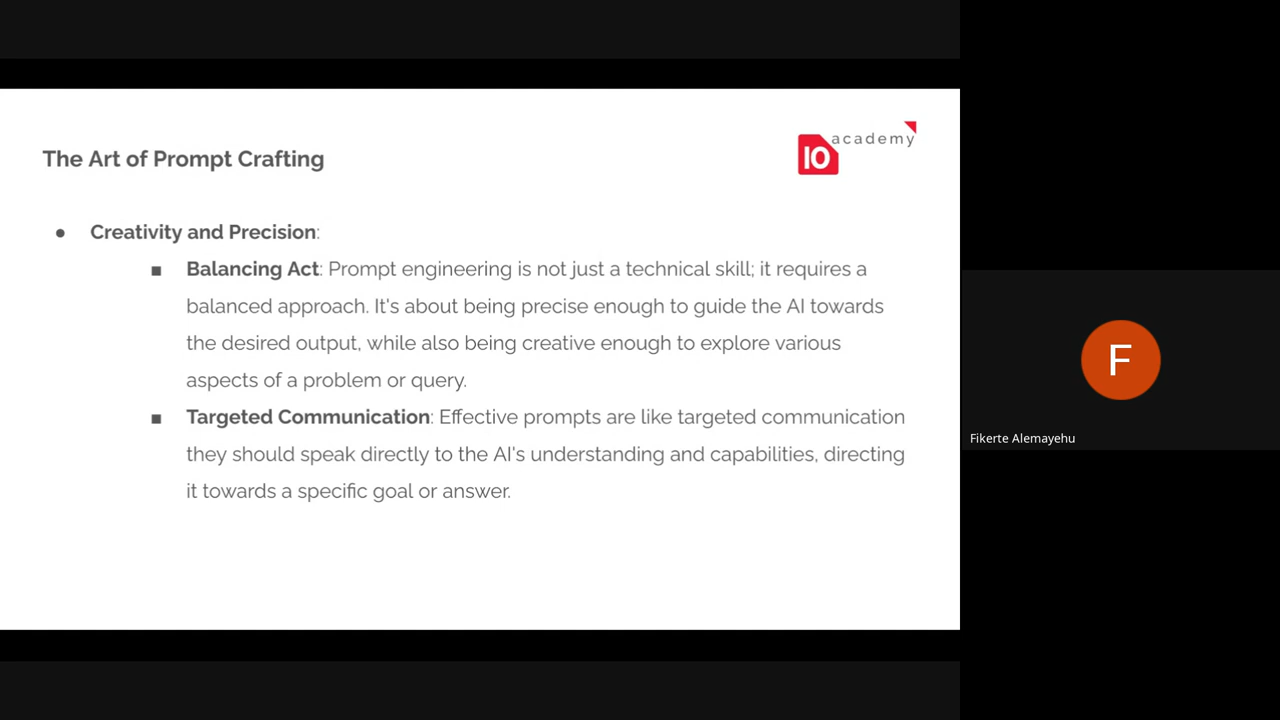 academy
10
The Art of Prompt Crafting
● Creativity and Precision:
■ Balancing Act: Prompt engineering is not just a technical skill; it requires a
balanced approach. It's about being precise enough to guide the AI towards
the desired output, while also being creative enough to explore various
aspects of a problem or query.
■ Targeted Communication: Effective prompts are like targeted communication
they should speak directly to the AI's understanding and capabilities, directing
it towards a specific goal or answer.
F
Fikerte Alemayehu